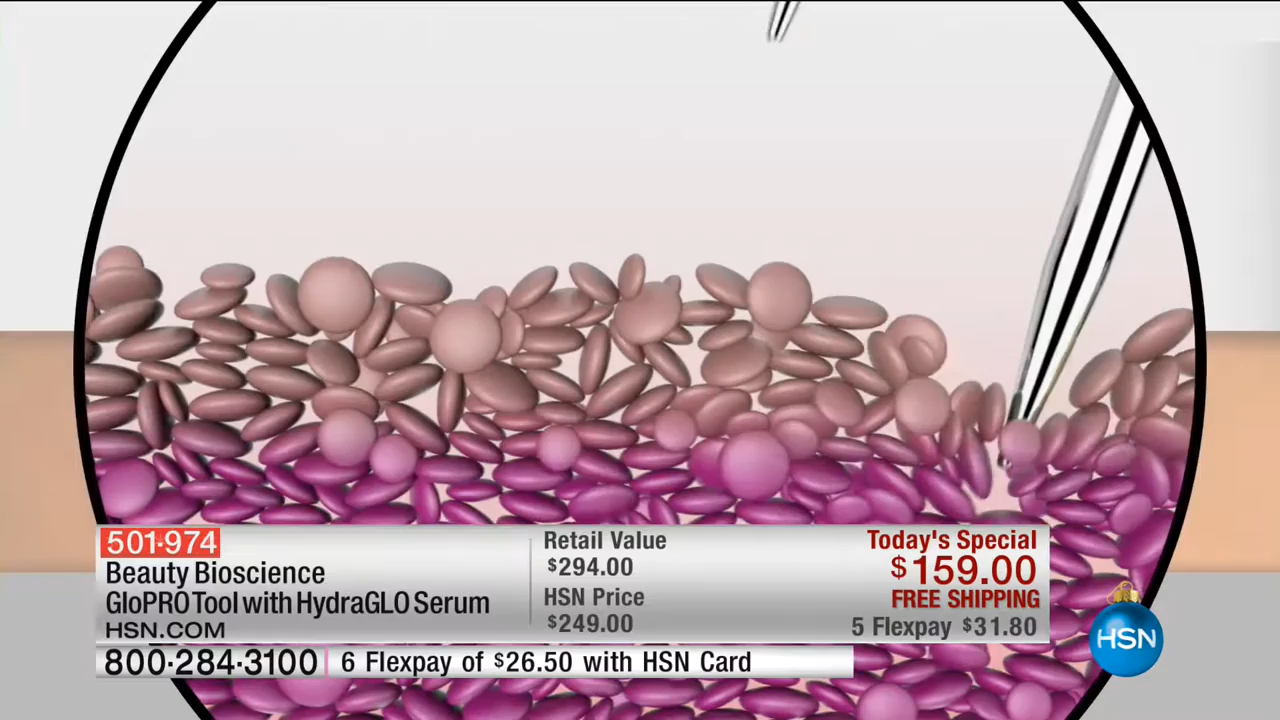 501-974
Beauty Bioscience
GloPRO Tool with HydraGLO Serum
HSN.COM
Retail Value
$294.00
HSN Price
$249.00
Today's Special
$159.00
FREE SHIPPING
5 Flexpay $31.80
800-284-3100
6 Flexpay of $26.50 with HSN Card
HSN